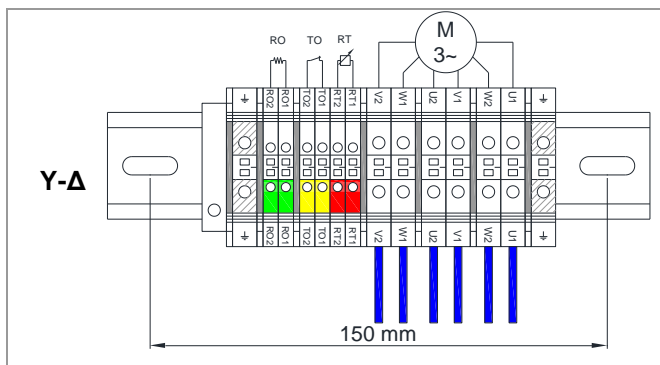 M
3~
RO TO RT
⏚ RO2 RO1 TO2 TO1 RT2 RT1 V2 W1 U2 V1 W2 U1 ⏚
Y-Δ
⏚ RO2 RO1 TO2 TO1 RT2 RT1 V2 W1 U2 V1 W2 U1 ⏚
150 mm